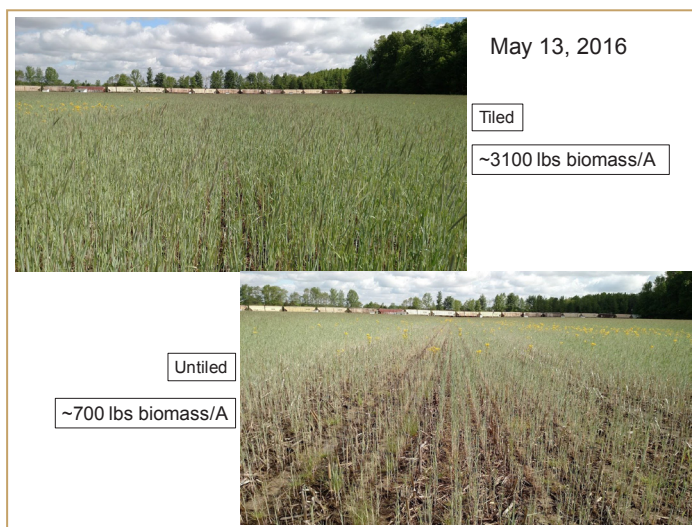 May 13, 2016
Tiled
~3100 lbs biomass/A
Untiled
~700 lbs biomass/A